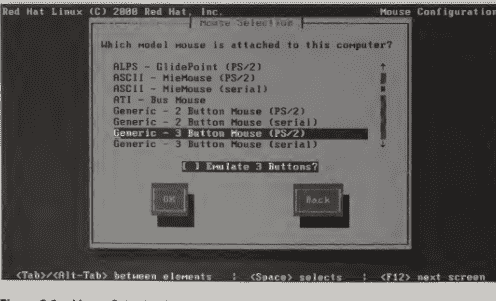 Red Hat Linux (C) 2000 Red Hat, Inc. Mouse Configuration
Mouse Selection
Which model mouse is attached to this computer?
ALPS - GlidePoint (PS/2)
ASCII - MieMouse (PS/2)
ASCII - MieMouse (serial)
ATI - Bus Mouse
Generic - 2 Button Mouse (PS/2)
Generic - 2 Button Mouse (serial)
Generic - 3 Button Mouse (PS/2)
Generic - 3 Button Mouse (serial)
[ ] Emulate 3 Buttons?
OK Back
<Tab>/<Alt-Tab> between elements | <Space> selects | <F12> next screen